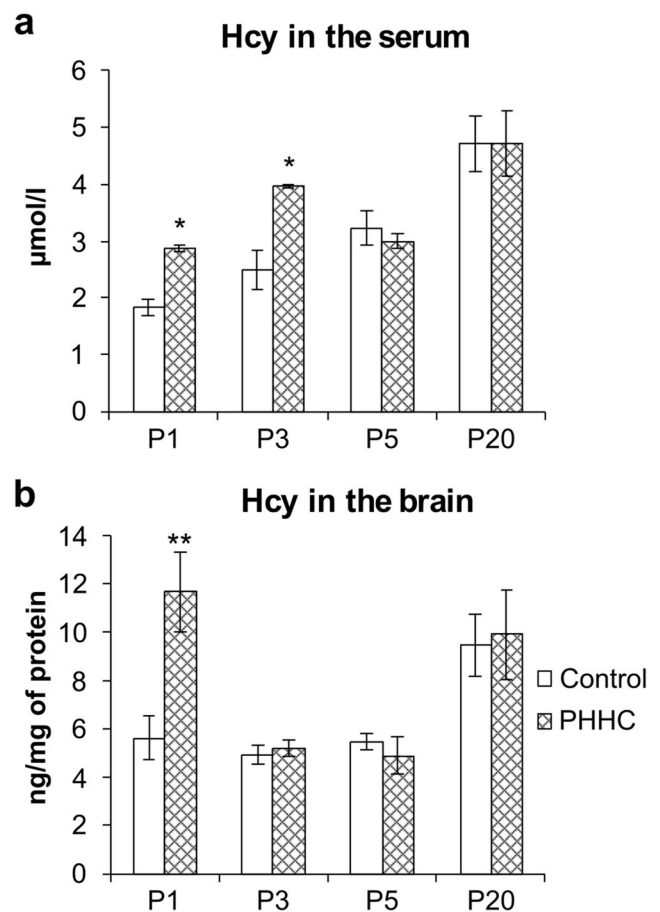 a
Hcy in the serum
6
5
4
3
2
1
0
µmol/l
*
*
P1 P3 P5 P20
b
Hcy in the brain
14
12
10
8
6
4
2
0
ng/mg of protein
**
Control
PHHC
P1 P3 P5 P20